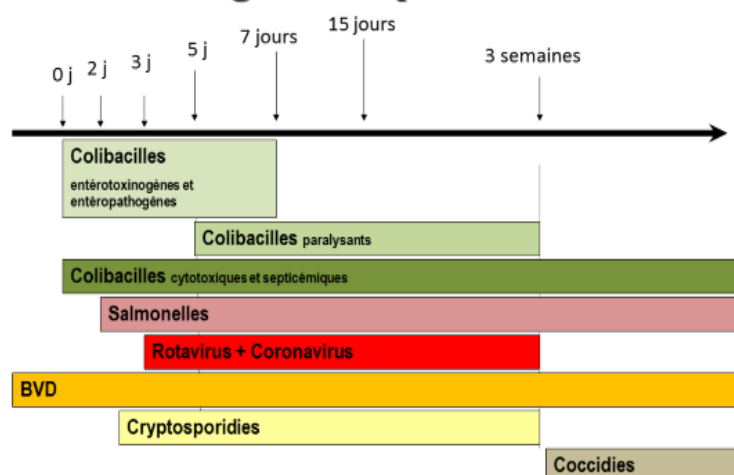 0 j 2 j 3 j 5 j 7 jours 15 jours 3 semaines
Colibacilles
entérotoxinogènes et
entéropathogènes
Colibacilles paralysants
Colibacilles cytotoxiques et septicémiques
Salmonelles
Rotavirus + Coronavirus
BVD
Cryptosporidies
Coccidies